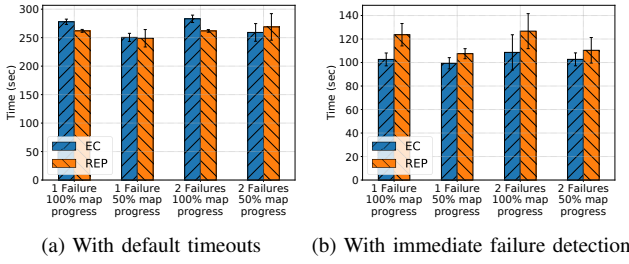 300
250
200
150
100
50
0
Time (sec)
EC
REP
1 Failure
100% map
progress
1 Failure
50% map
progress
2 Failures
100% map
progress
2 Failures
50% map
progress
(a) With default timeouts
140
120
100
80
60
40
20
0
Time (sec)
EC
REP
1 Failure
100% map
progress
1 Failure
50% map
progress
2 Failures
100% map
progress
2 Failures
50% map
progress
(b) With immediate failure detection